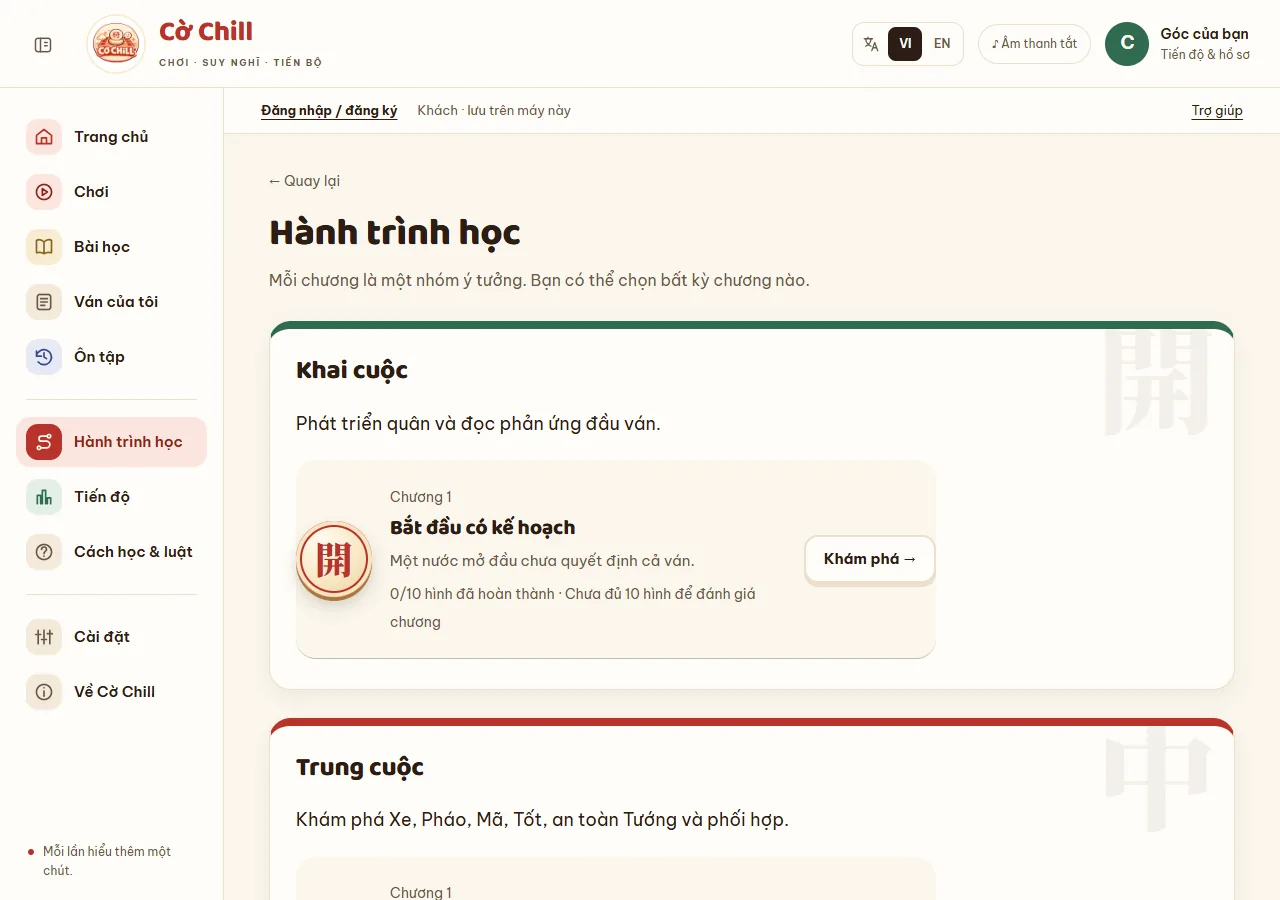 Cờ Chill
CHƠI · SUY NGHĨ · TIẾN BỘ
CỜ CHILL
VI
EN
♪ Âm thanh tắt
C
Góc của bạn
Tiến độ & hồ sơ
Trang chủ
Chơi
Bài học
Ván của tôi
Ôn tập
Hành trình học
Tiến độ
Cách học & luật
Cài đặt
Về Cờ Chill
Mỗi lần hiểu thêm một
chút.
Đăng nhập / đăng ký
Khách · lưu trên máy này
Trợ giúp
← Quay lại
Hành trình học
Mỗi chương là một nhóm ý tưởng. Bạn có thể chọn bất kỳ chương nào.
開
Khai cuộc
Phát triển quân và đọc phản ứng đầu ván.
開
Chương 1
Bắt đầu có kế hoạch
Một nước mở đầu chưa quyết định cả ván.
0/10 hình đã hoàn thành · Chưa đủ 10 hình để đánh giá
chương
Khám phá →
中
Trung cuộc
Khám phá Xe, Pháo, Mã, Tốt, an toàn Tướng và phối hợp.
Chương 1